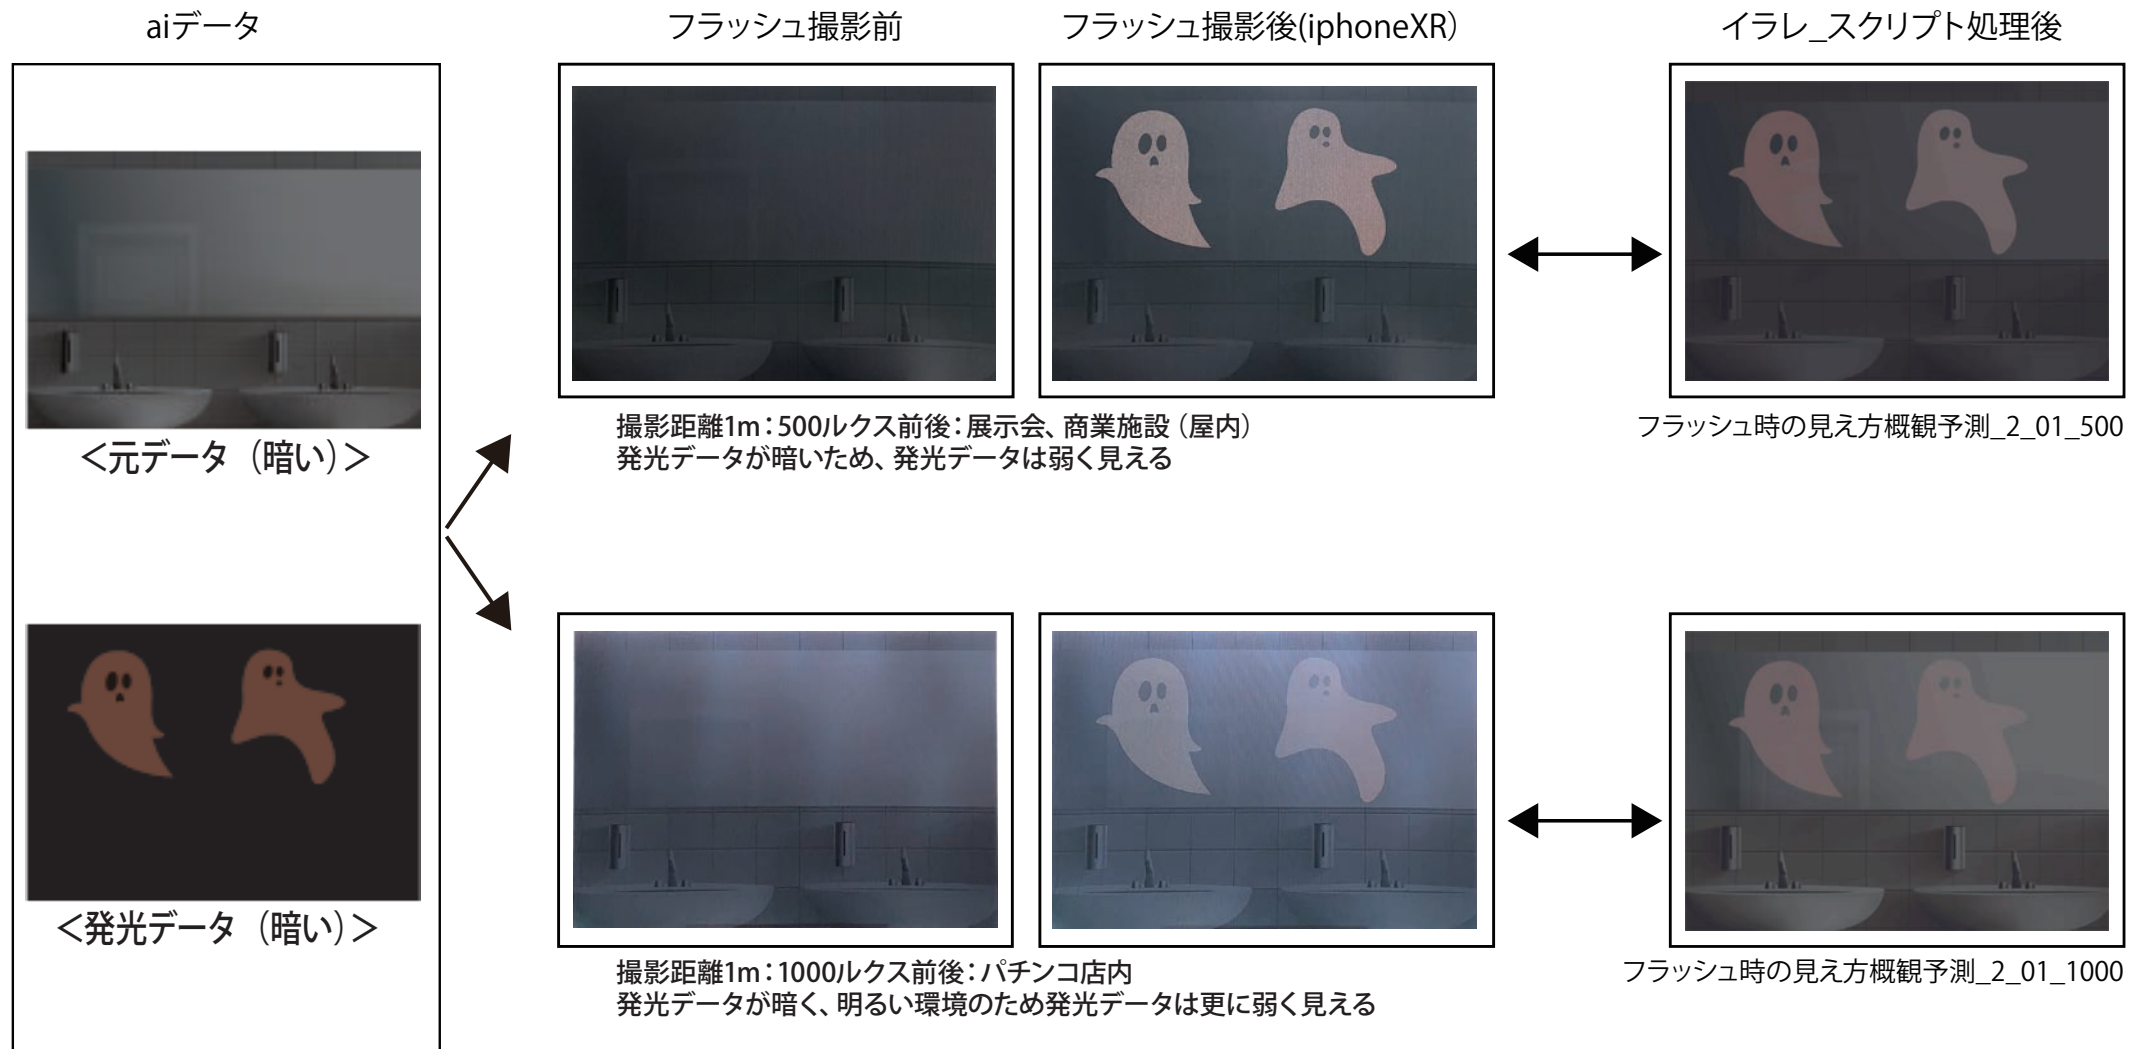 aiデータ
フラッシュ撮影前
フラッシュ撮影後(iphoneXR)
イラレ_スクリプト処理後
＜元データ（暗い）＞
撮影距離1m：500ルクス前後：展示会、商業施設（屋内）
発光データが暗いため、発光データは弱く見える
フラッシュ時の見え方概観予測_2_01_500
＜発光データ（暗い）＞
撮影距離1m：1000ルクス前後：パチンコ店内
発光データが暗く、明るい環境のため発光データは更に弱く見える
フラッシュ時の見え方概観予測_2_01_1000